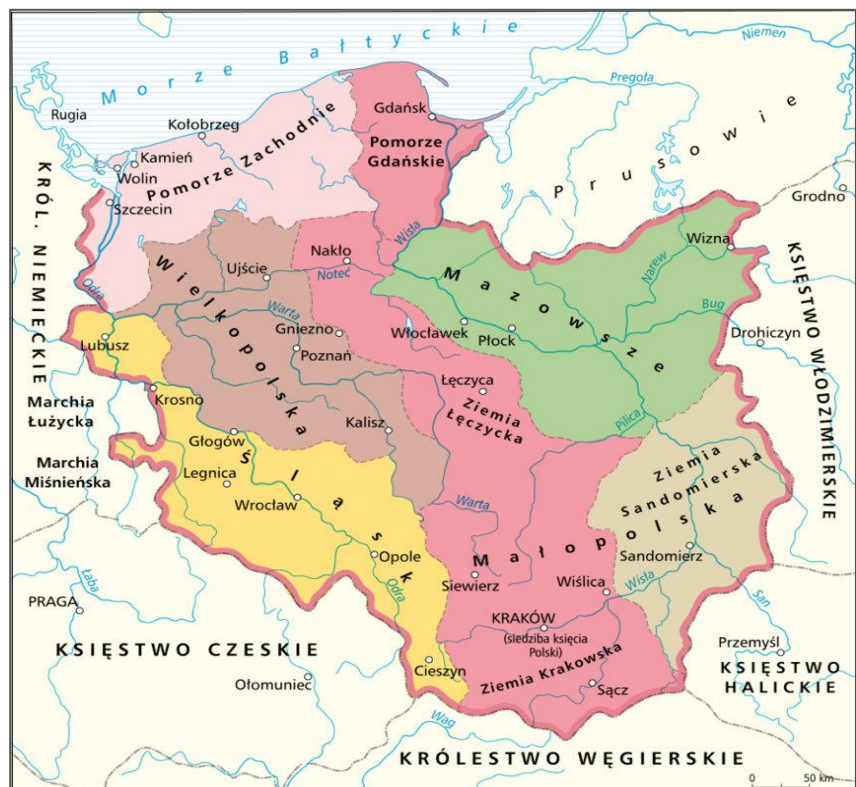 Morze Bałtyckie
Niemen
Pregoła
Rugia
Gdańsk
Kołobrzeg
Pomorze
Gdańskie
Prusowie
Kamień
Pomorze Zachodnie
Wolin
Grodno
Szczecin
KRÓL. NIEMIECKIE
Wisła
Wizna
Nakło
Ujście
Noteć
Narew
Mazowsze
Odra
Wielkopolska
Warta
Bug
KSIĘSTWO WŁODZIMIERSKIE
Gniezno
Włocławek
Płock
Drohiczyn
Lubusz
Poznań
Łęczyca
Krosno
Marchia
Łużycka
Ziemia
Łęczycka
Kalisz
Pilica
Głogów
Śląsk
Marchia
Miśnieńska
Legnica
Ziemia
Sandomierska
Wrocław
Warta
Małopolska
Opole
Sandomierz
Siewierz
Wiślica
Wisła
Odra
Łaba
PRAGA
San
KRAKÓW
(siedziba księcia
Polski)
KSIĘSTWO CZESKIE
Przemyśl
Cieszyn
Ziemia Krakowska
KSIĘSTWO
HALICKIE
Ołomuniec
Sącz
Wag
KRÓLESTWO WĘGIERSKIE
0 50 km